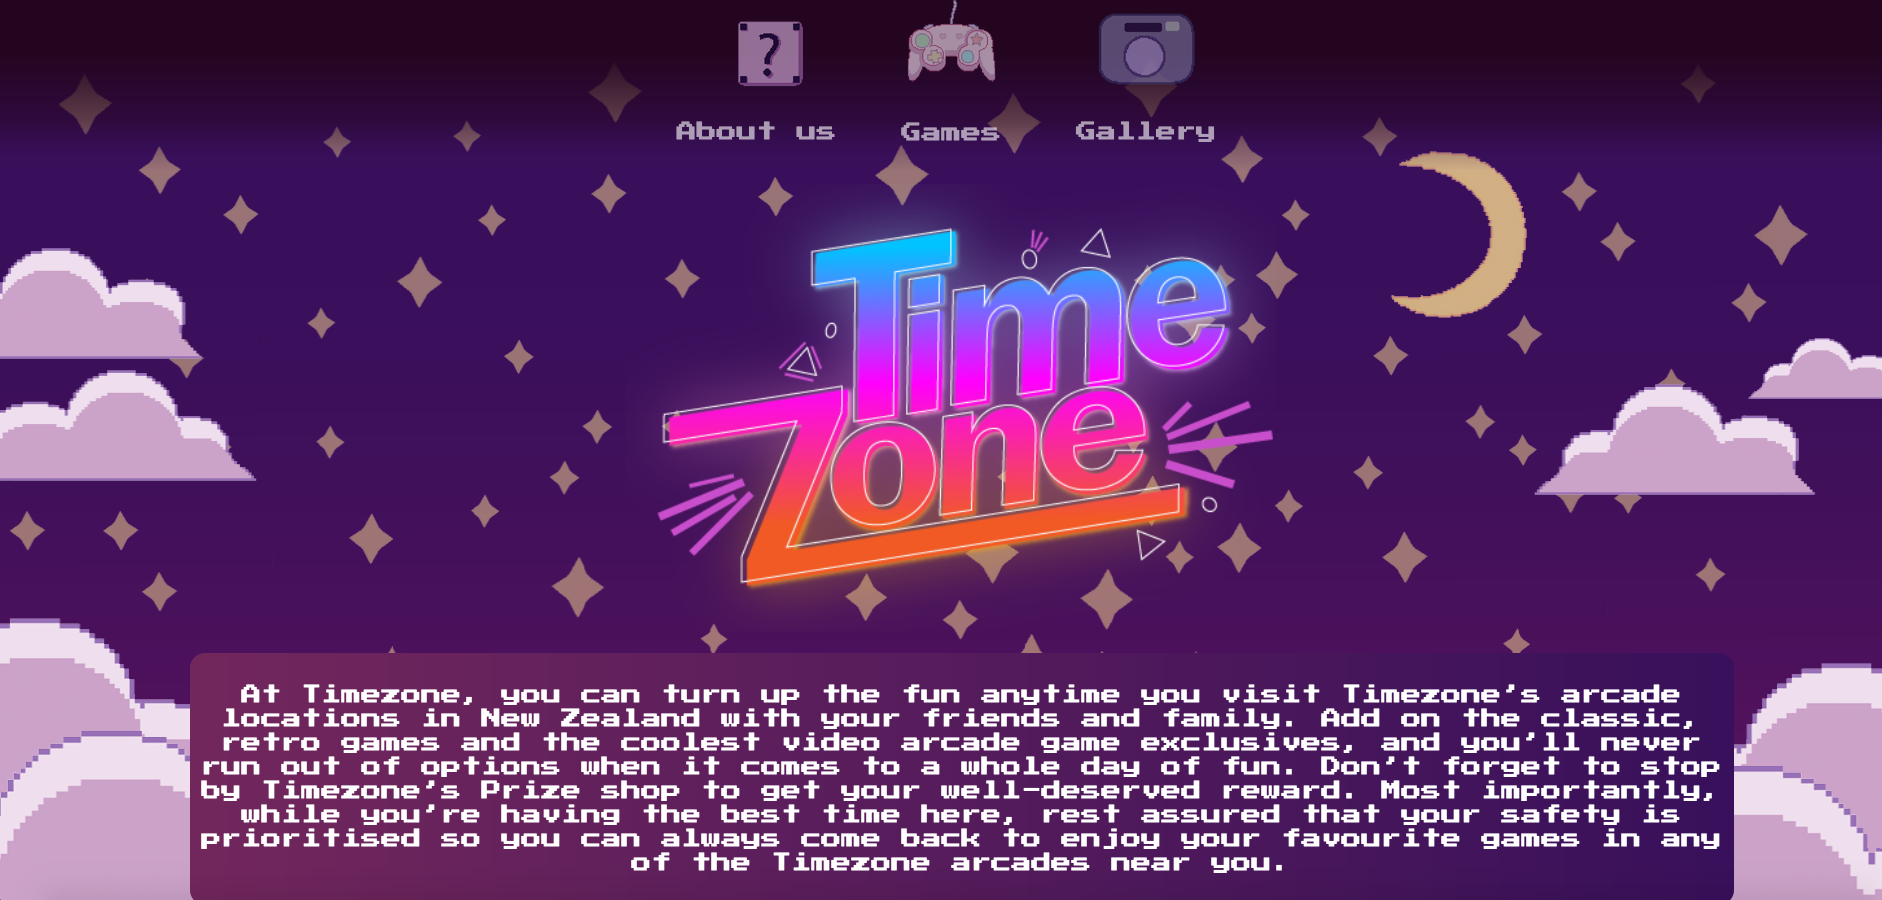 ?
About us
Games
Gallery
Time
Zone
At Timezone, you can turn up the fun anytime you visit Timezone's arcade
locations in New Zealand with your friends and family. Add on the classic,
retro games and the coolest video arcade game exclusives, and you'll never
run out of options when it comes to a whole day of fun. Don't forget to stop
by Timezone's Prize shop to get your well-deserved reward. Most importantly,
while you're having the best time here, rest assured that your safety is
prioritised so you can always come back to enjoy your favourite games in any
of the Timezone arcades near you.